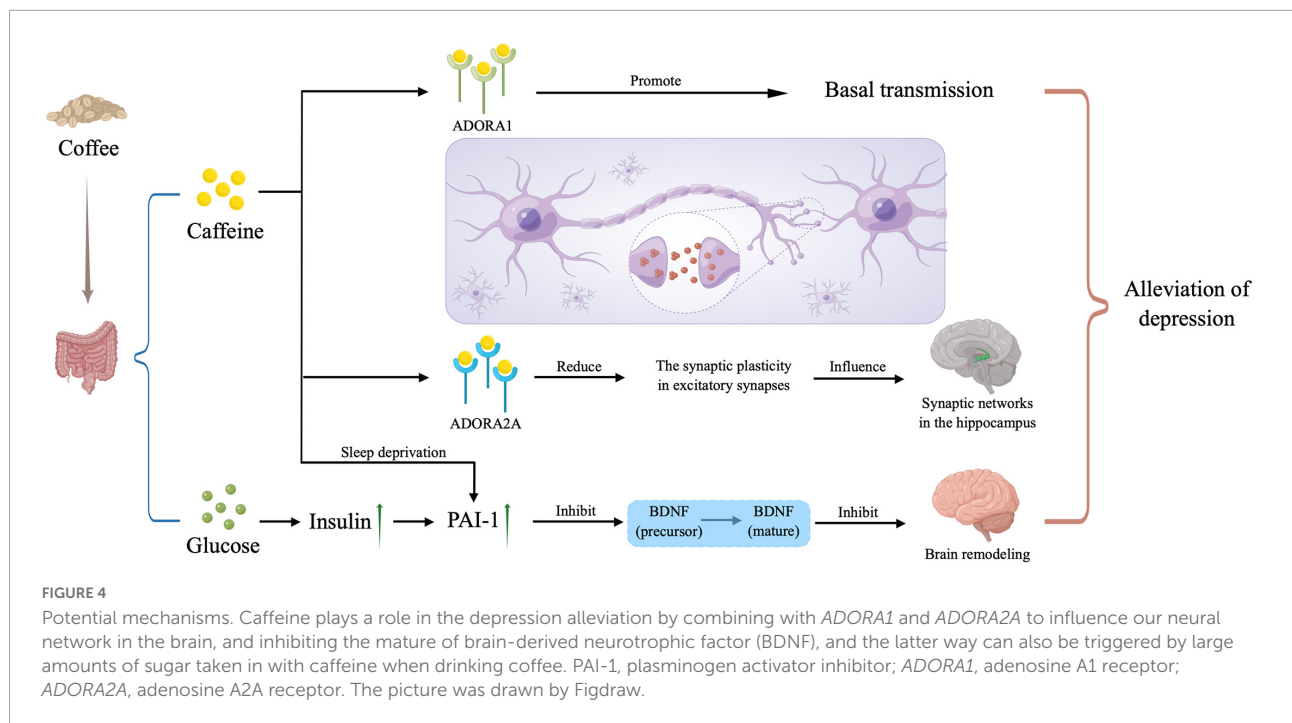 Coffee
Caffeine
Glucose
ADORA1
Promote
Basal transmission
ADORA2A
Reduce
The synaptic plasticity
in excitatory synapses
Influence
Synaptic networks
in the hippocampus
Sleep deprivation
Insulin
PAI-1
Inhibit
BDNF
(precursor)
BDNF
(mature)
Inhibit
Brain remodeling
Alleviation of
depression
FIGURE 4
Potential mechanisms. Caffeine plays a role in the depression alleviation by combining with ADORA1 and ADORA2A to influence our neural
network in the brain, and inhibiting the mature of brain-derived neurotrophic factor (BDNF), and the latter way can also be triggered by large
amounts of sugar taken in with caffeine when drinking coffee. PAI-1, plasminogen activator inhibitor; ADORA1, adenosine A1 receptor;
ADORA2A, adenosine A2A receptor. The picture was drawn by Figdraw.